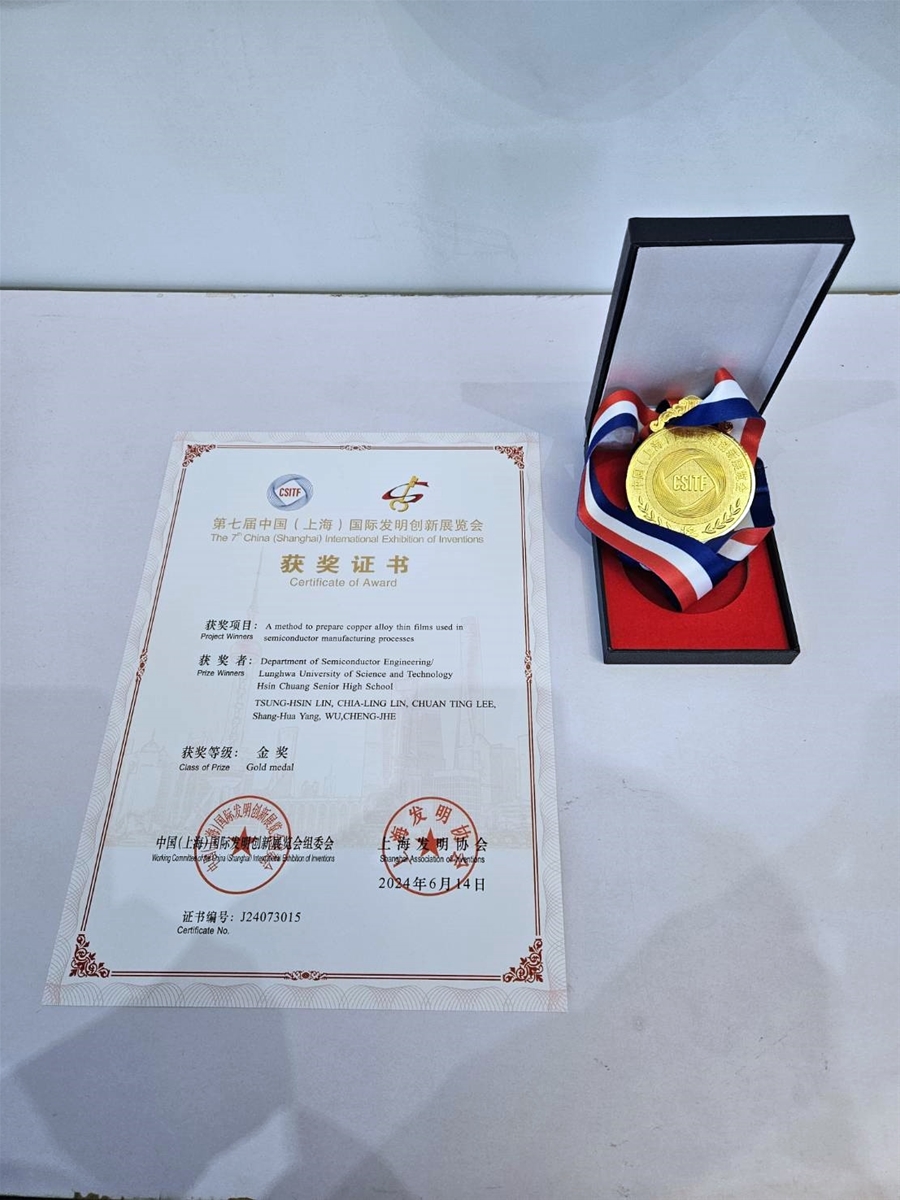 CSITF
第七届中国（上海）国际发明创新展览会
The 7th China (Shanghai) International Exhibition of Inventions
获奖证书
Certificate of Award
获奖项目： A method to prepare copper alloy thin films used in
Project Winners semiconductor manufacturing processes
获 奖 者： Department of Semiconductor Engineering/
Prize Winners Lunghwa University of Science and Technology
Hsin Chuang Senior High School
TSUNG-HSIN LIN, CHIA-LING LIN, CHUAN TING LEE,
Shang-Hua Yang, WU,CHENG-JHE
获奖等级： 金 奖
Class of Prize Gold medal
中国(上海)国际发明创新展览会组委会
Working Committee of the China (Shanghai) International Exhibition of Inventions
上海发明协会
Shanghai Association of Inventions
2024年6月14日
上海发明协会
证书编号：J24073015
Certificate No.
CSITF